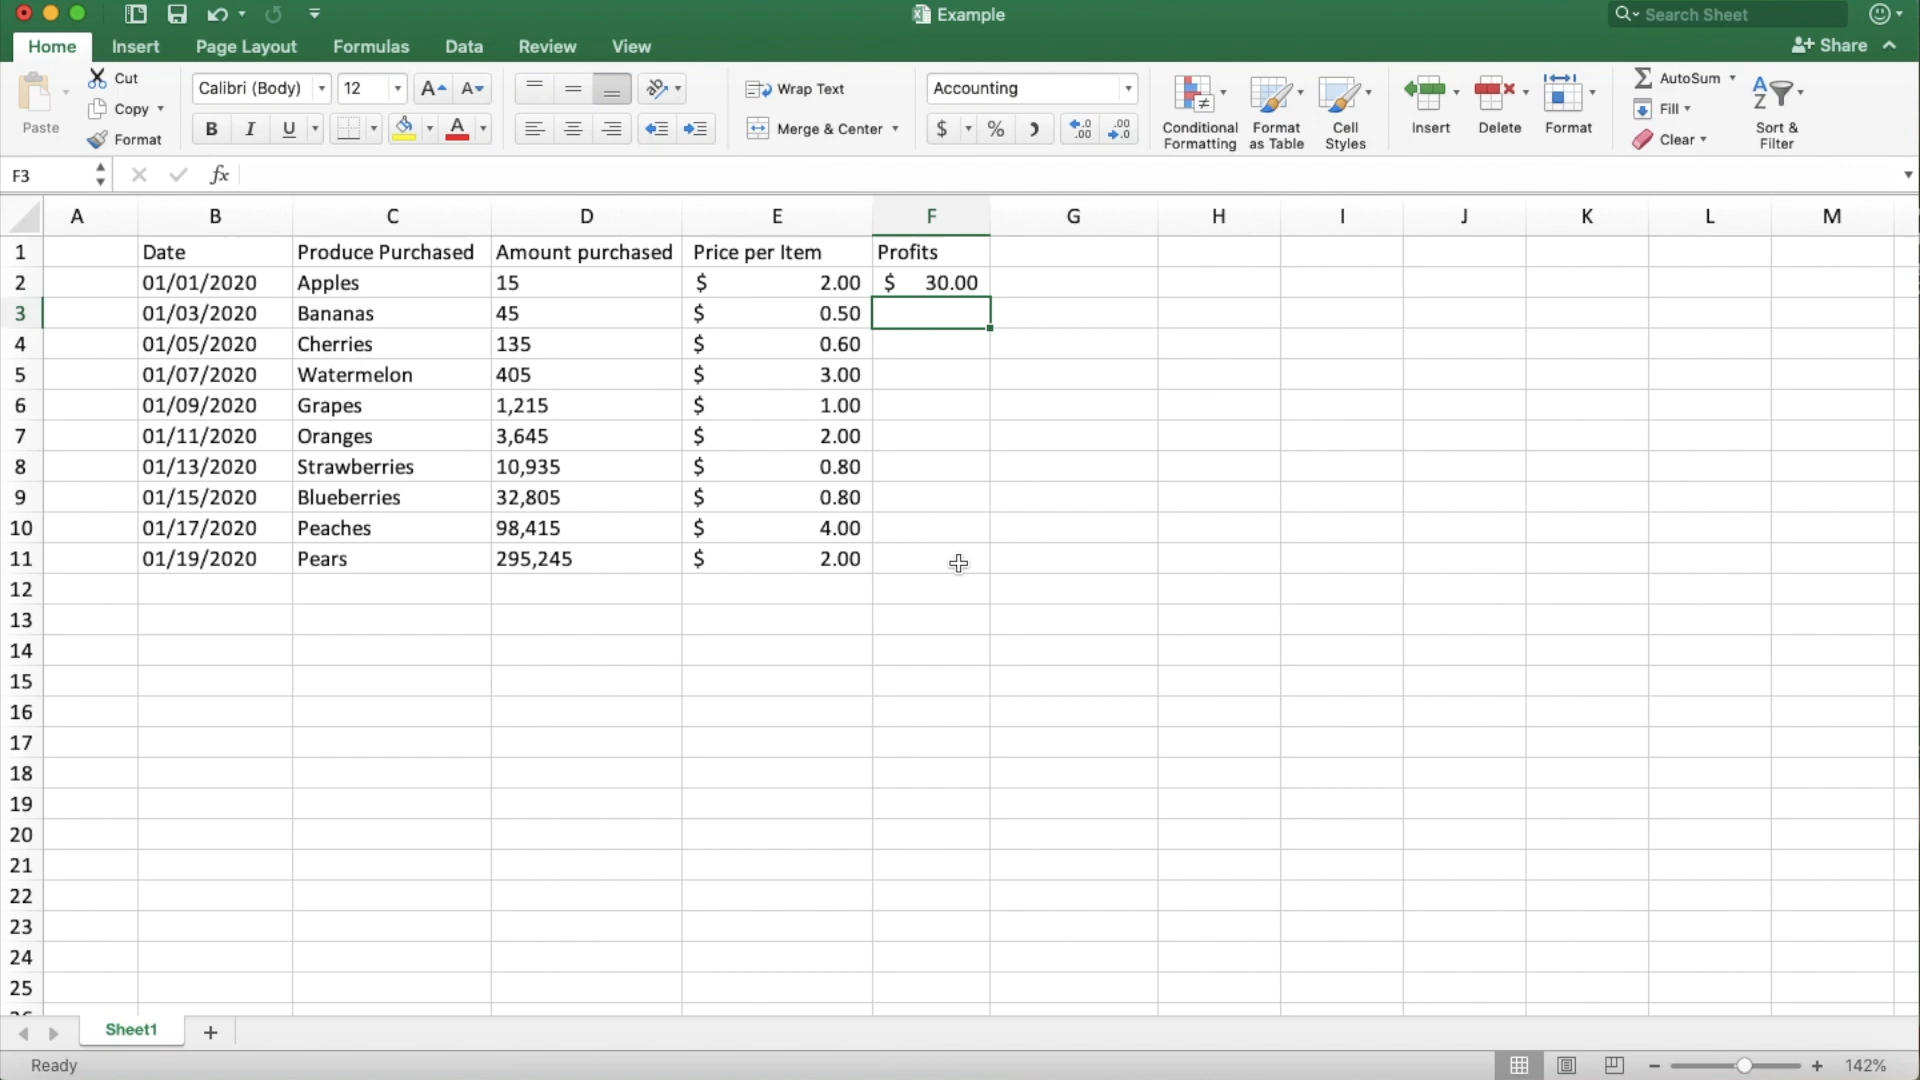 Example
Search Sheet
Home Insert Page Layout Formulas Data Review View
Share
Paste
Cut
Copy
Format
Calibri (Body) 12 A A
B I U A
ab
Wrap Text
Merge & Center
Accounting
$ % ) .00 .00 .0
Conditional Formatting
Format as Table
Cell Styles
Insert
Delete
Format
AutoSum
Fill
Clear
A Z
Sort & Filter
F3 fx
A B C D E F G H I J K L M
1 Date Produce Purchased Amount purchased Price per Item Profits
2 01/01/2020 Apples 15 $ 2.00 $ 30.00
3 01/03/2020 Bananas 45 $ 0.50
4 01/05/2020 Cherries 135 $ 0.60
5 01/07/2020 Watermelon 405 $ 3.00
6 01/09/2020 Grapes 1,215 $ 1.00
7 01/11/2020 Oranges 3,645 $ 2.00
8 01/13/2020 Strawberries 10,935 $ 0.80
9 01/15/2020 Blueberries 32,805 $ 0.80
10 01/17/2020 Peaches 98,415 $ 4.00
11 01/19/2020 Pears 295,245 $ 2.00
12
13
14
15
16
17
18
19
20
21
22
23
24
25
Sheet1 +
Ready
142%